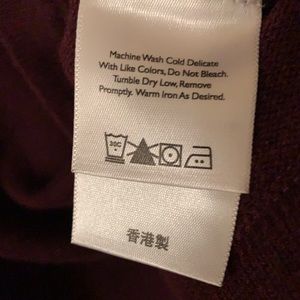 Machine Wash Cold Delicate
With Like Colors, Do Not Bleach.
Tumble Dry Low, Remove
Promptly. Warm Iron As Desired.
30C
香港製